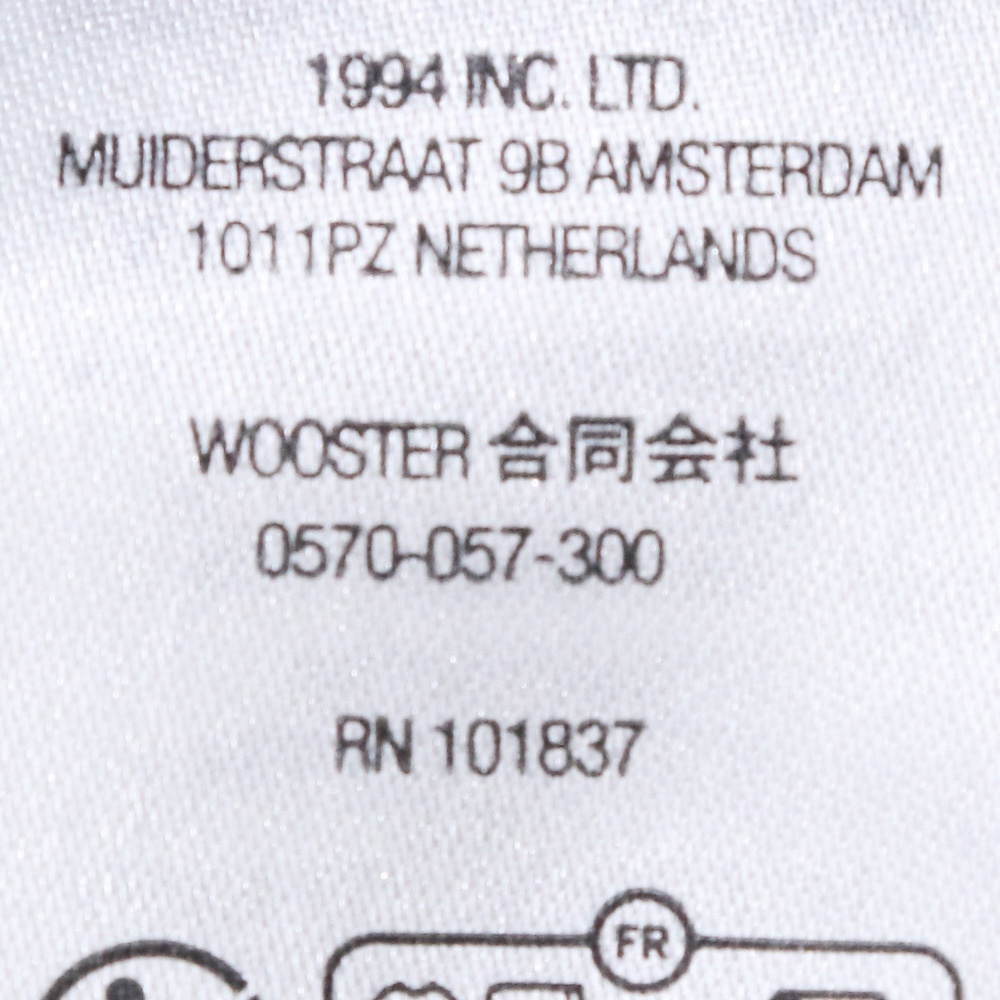 1994 INC. LTD.
MUIDERSTRAAT 9B AMSTERDAM
1011PZ NETHERLANDS
WOOSTER 合同会社
0570-057-300
RN 101837
FR